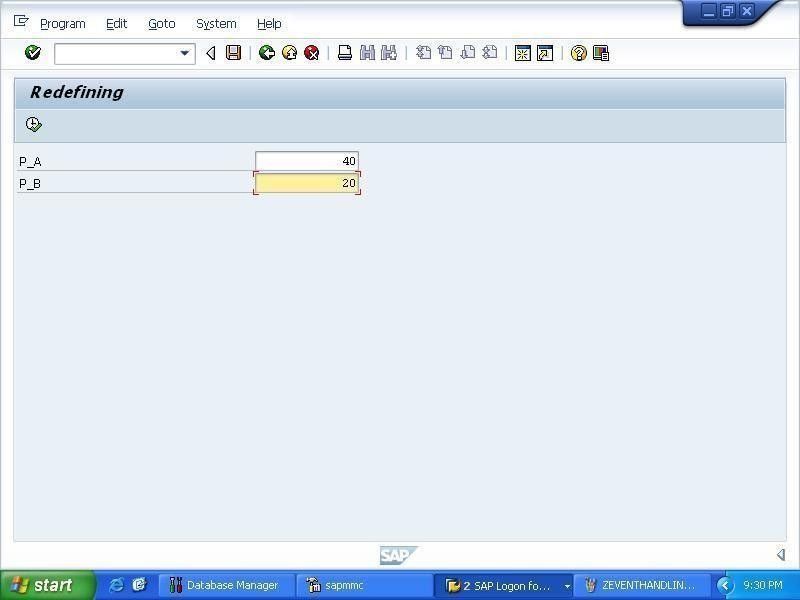 Program Edit Goto System Help
Redefining
P_A 40
P_B 20
SAP
start Database Manager sapmmc 2 SAP Logon fo... ZEVENTHANDLIN... 9:30 PM